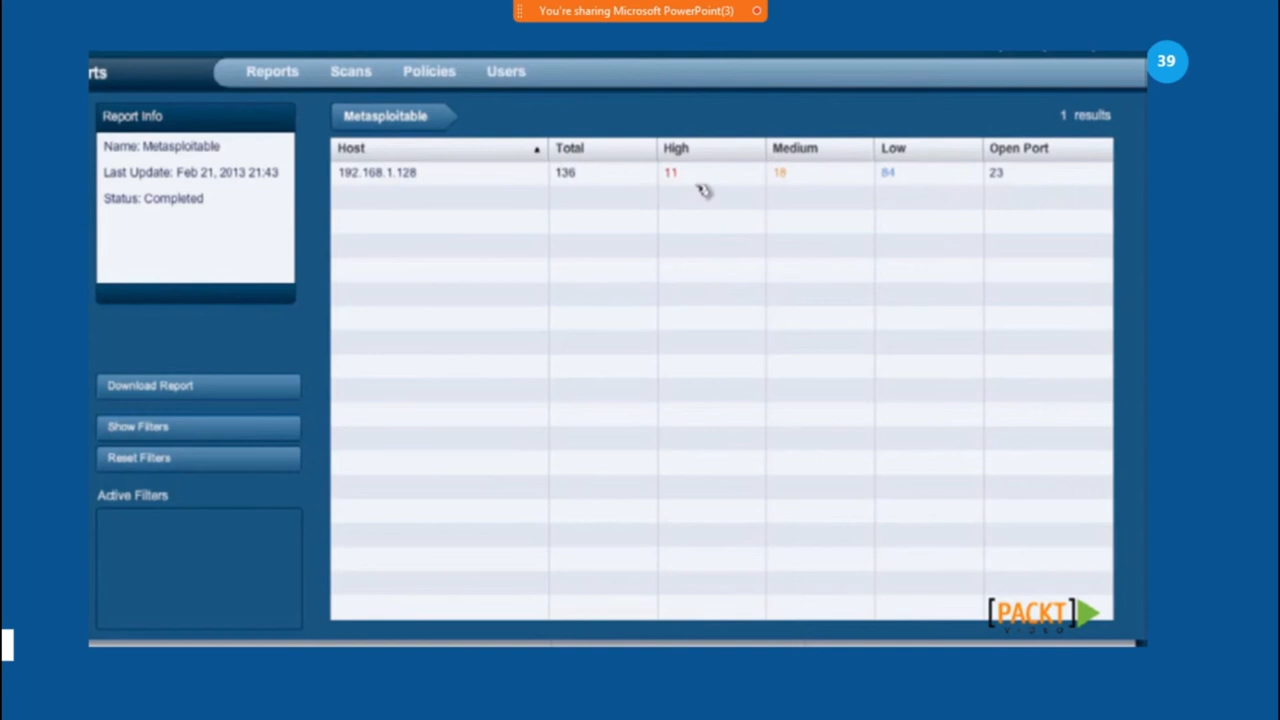 You're sharing Microsoft PowerPoint(3)
39
rts
Reports Scans Policies Users
Report Info
Name: Metasploitable
Last Update: Feb 21, 2013 21:43
Status: Completed
Download Report
Show Filters
Reset Filters
Active Filters
Metasploitable
1 results
Host Total High Medium Low Open Port
192.168.1.128 136 11 18 84 23
[PACKT]
VIDEO